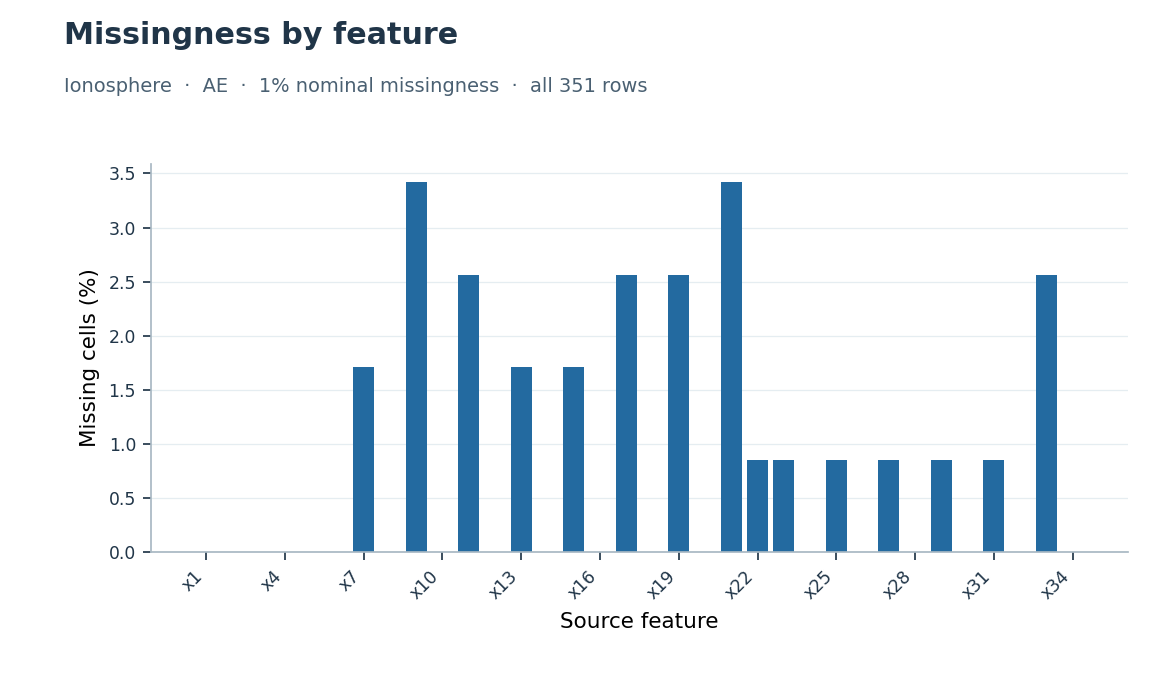 Missingness by feature
Ionosphere · AE · 1% nominal missingness · all 351 rows
3.5
3.0
2.5
2.0
1.5
1.0
0.5
0.0
Missing cells (%)
x1 x4 x7 x10 x13 x16 x19 x22 x25 x28 x31 x34
Source feature